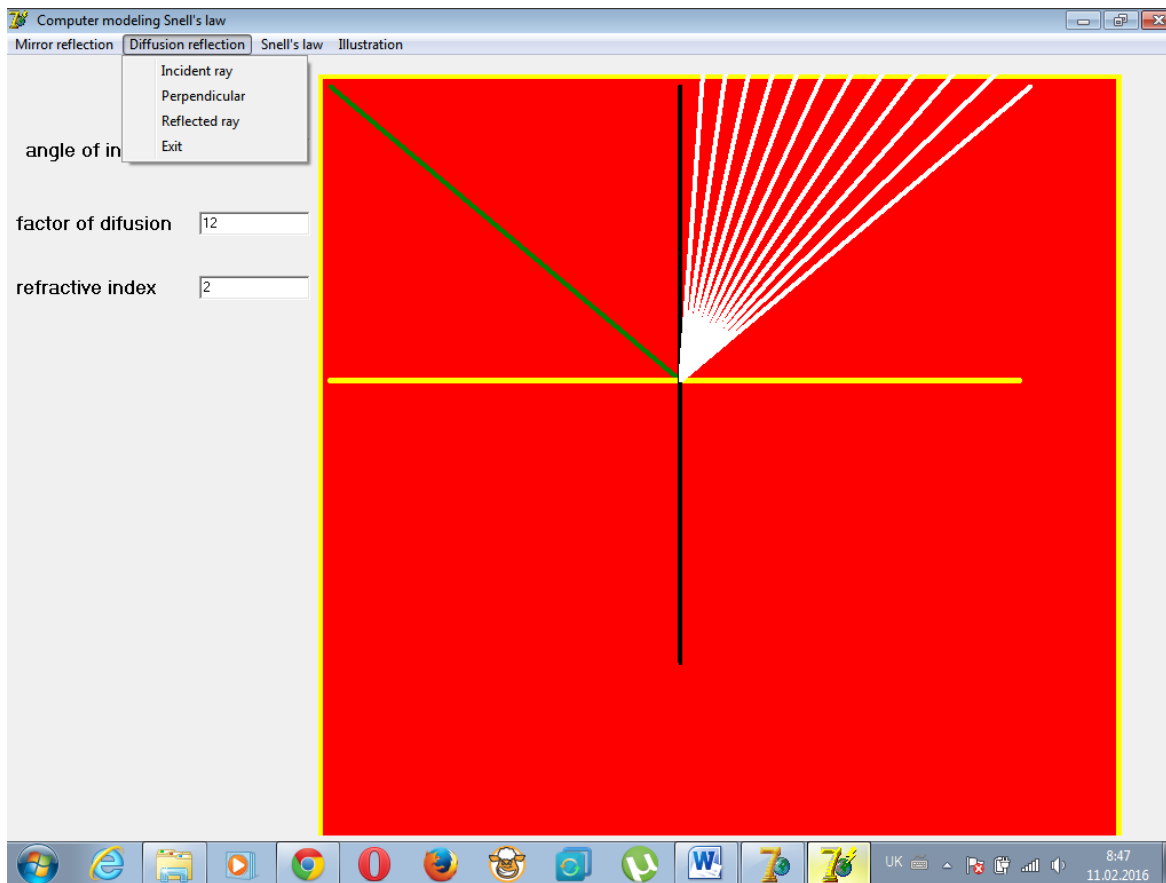 Computer modeling Snell's law
Mirror reflection Diffusion reflection Snell's law Illustration
Incident ray
Perpendicular
Reflected ray
Exit
angle of in
factor of difusion 12
refractive index 2
UK 8:47
11.02.2016